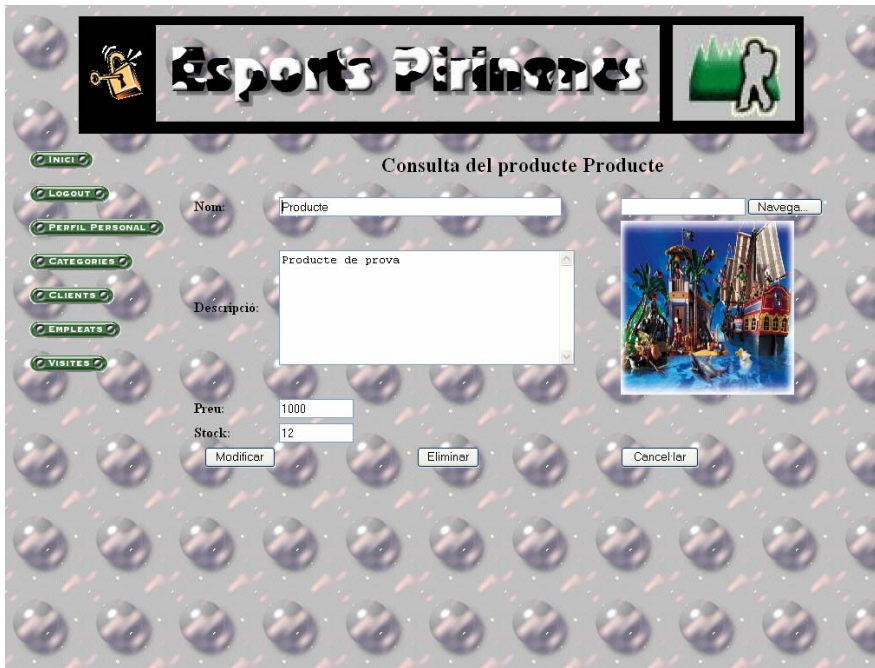 Esports Pirinencs
INICI
Consulta del producte Producte
LOGOUT
Nom:
Producte
Navega...
PERFIL PERSONAL
CATEGORIES
Producte de prova
CLIENTS
Descripció:
EMPLEATS
VISITES
Preu:
1000
Stock:
12
Modificar
Eliminar
Cancel·lar